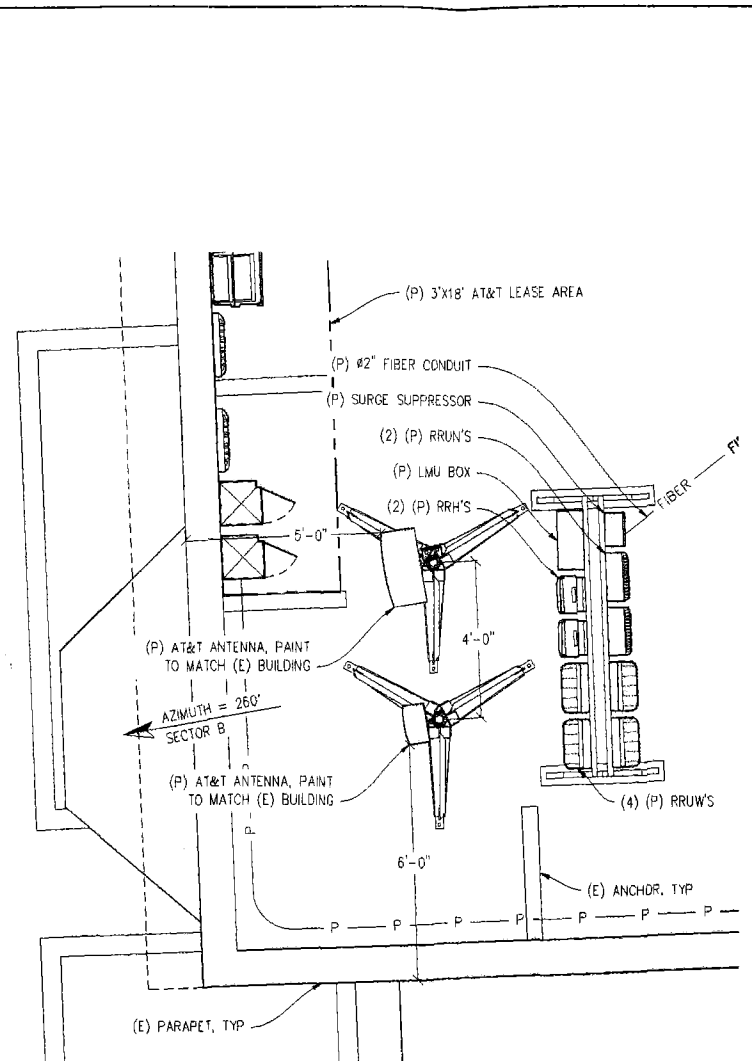 (P) 3'X18' AT&T LEASE AREA
(P) ø2" FIBER CONDUIT
(P) SURGE SUPPRESSOR
(2) (P) RRUN'S
(P) LMU BOX
(2) (P) RRH'S
FIBER
5'-0"
4'-0"
(P) AT&T ANTENNA, PAINT
TO MATCH (E) BUILDING
AZIMUTH = 260°
SECTOR B
(P) AT&T ANTENNA, PAINT
TO MATCH (E) BUILDING
(4) (P) RRUW'S
P
6'-0"
(E) ANCHOR, TYP
P P P P P P P
(E) PARAPET, TYP